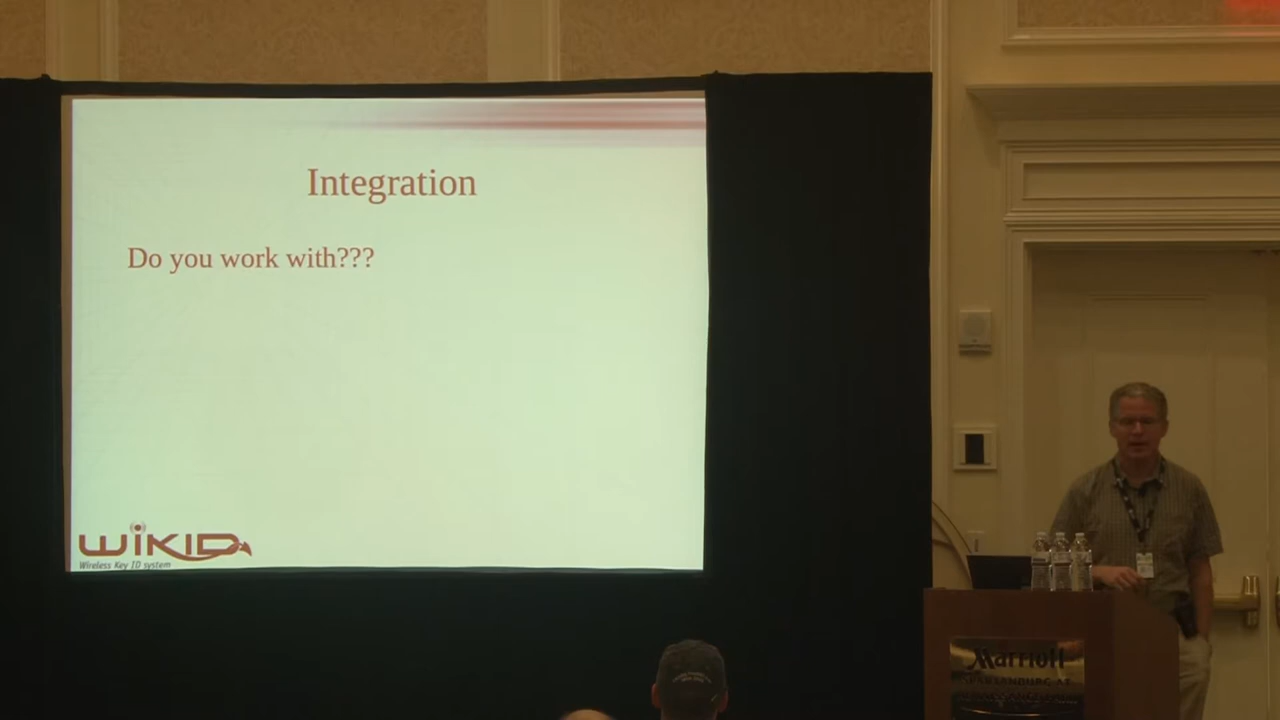 Integration
Do you work with???
WiKID
Wireless Key ID system
Marriott